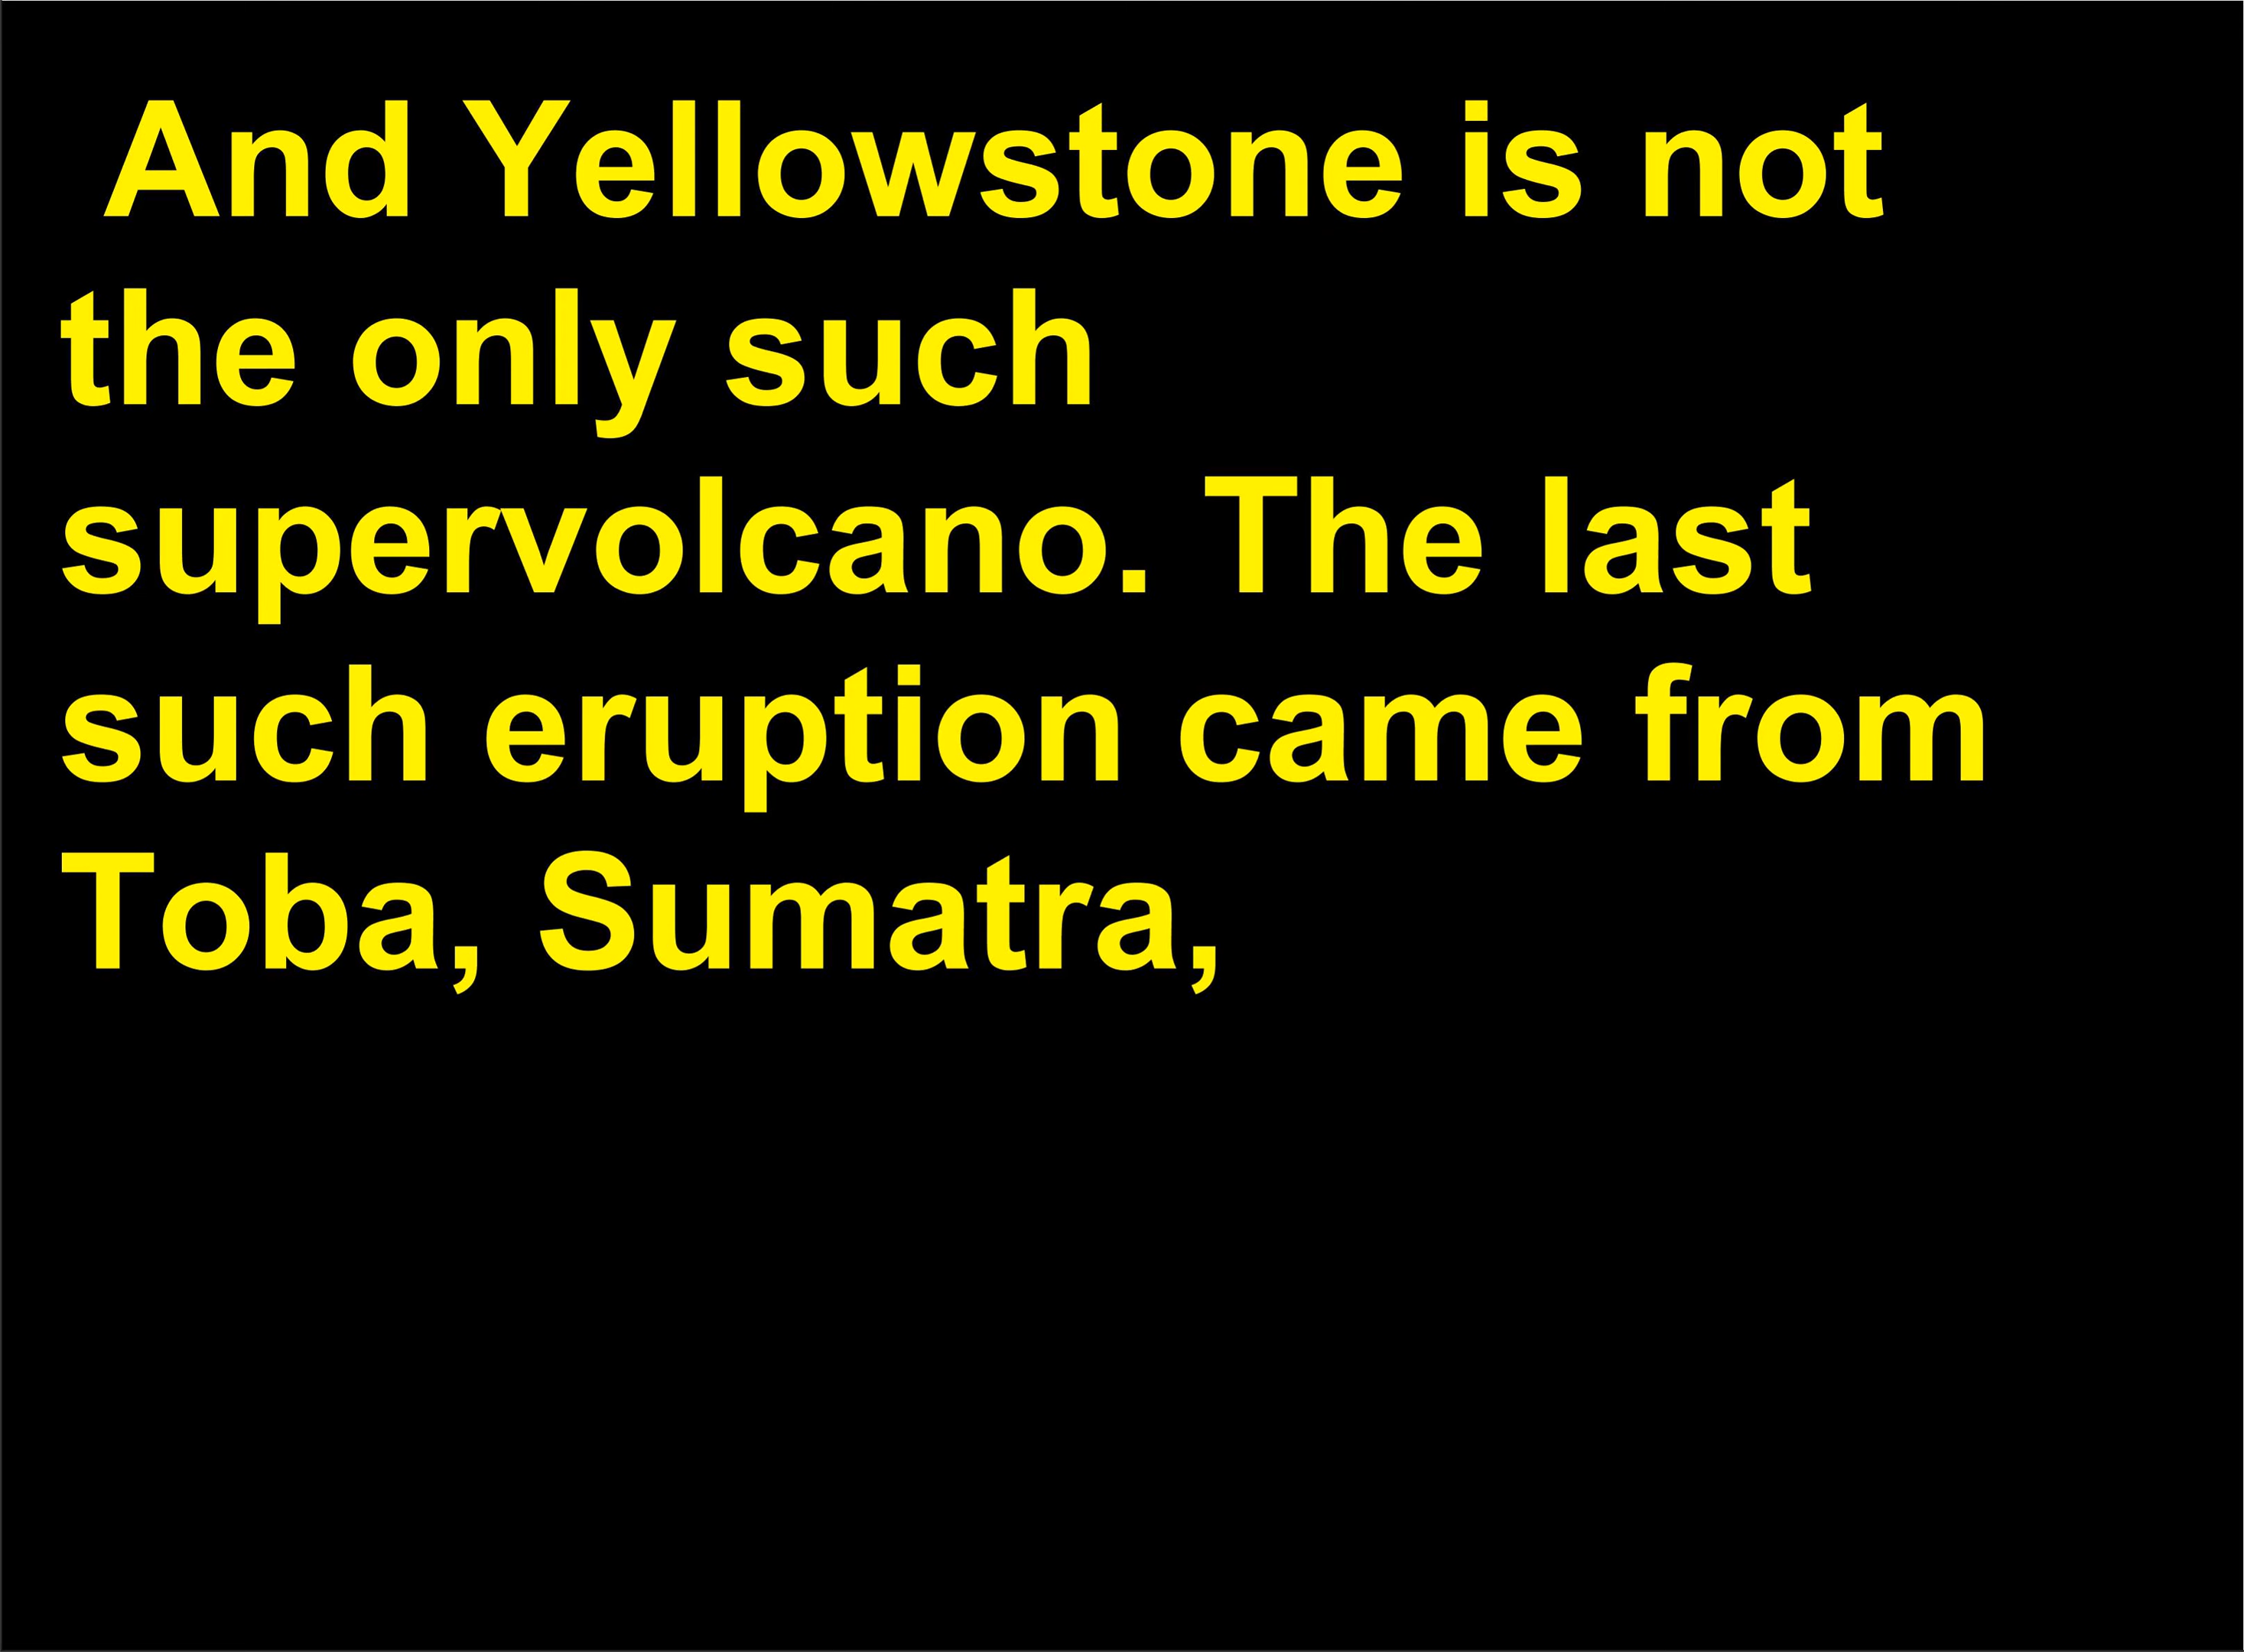 And Yellowstone is not
the only such
supervolcano. The last
such eruption came from
Toba, Sumatra,